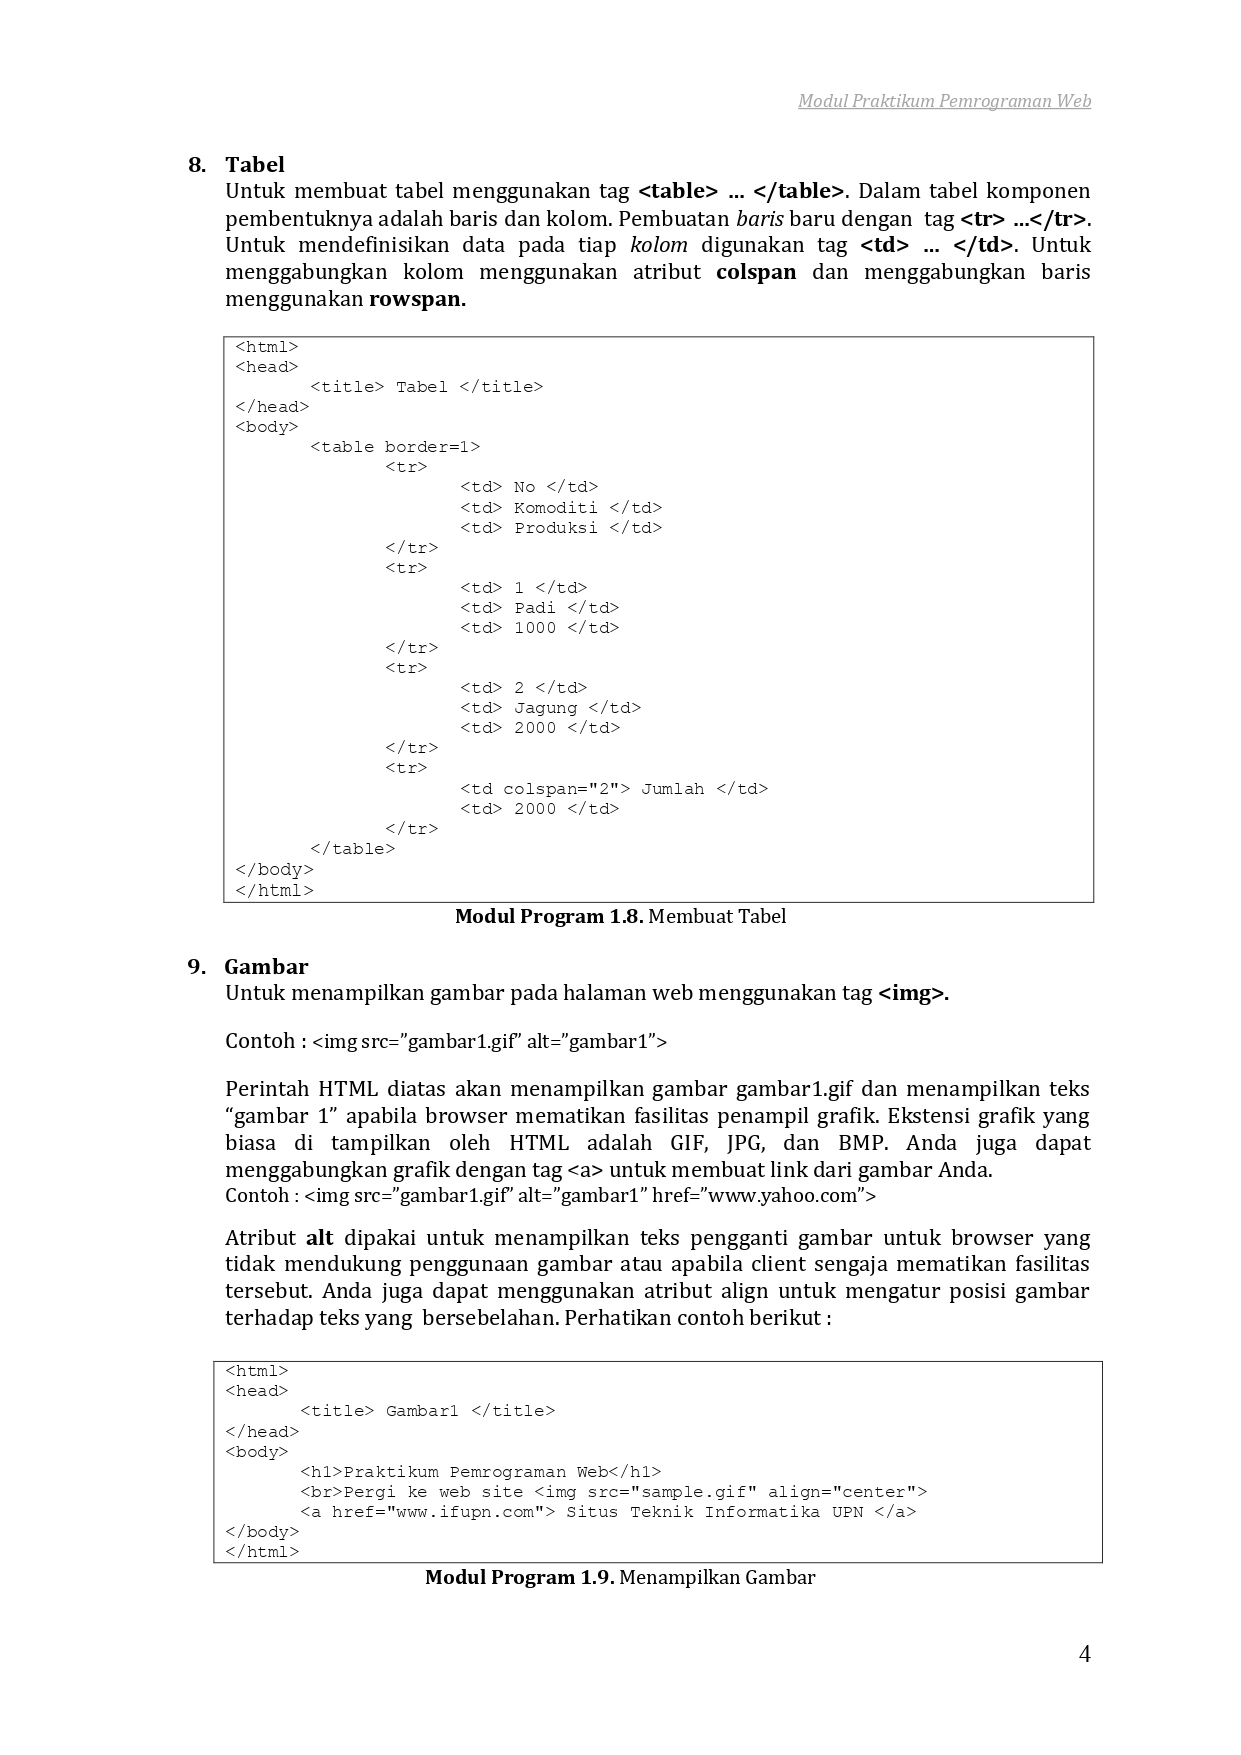 Modul Praktikum Pemrograman Web
8. Tabel
Untuk membuat tabel menggunakan tag <table> ... </table>. Dalam tabel komponen
pembentuknya adalah baris dan kolom. Pembuatan baris baru dengan tag <tr> ...</tr>.
Untuk mendefinisikan data pada tiap kolom digunakan tag <td> ... </td>. Untuk
menggabungkan kolom menggunakan atribut colspan dan menggabungkan baris
menggunakan rowspan.
<html>
<head>
<title> Tabel </title>
</head>
<body>
<table border=1>
<tr>
<td> No </td>
<td> Komoditi </td>
<td> Produksi </td>
</tr>
<tr>
<td> 1 </td>
<td> Padi </td>
<td> 1000 </td>
</tr>
<tr>
<td> 2 </td>
<td> Jagung </td>
<td> 2000 </td>
</tr>
<tr>
<td colspan="2"> Jumlah </td>
<td> 2000 </td>
</tr>
</table>
</body>
</html>
Modul Program 1.8. Membuat Tabel
9. Gambar
Untuk menampilkan gambar pada halaman web menggunakan tag <img>.
Contoh : <img src=”gambar1.gif” alt=”gambar1”>
Perintah HTML diatas akan menampilkan gambar gambar1.gif dan menampilkan teks
“gambar 1” apabila browser mematikan fasilitas penampil grafik. Ekstensi grafik yang
biasa di tampilkan oleh HTML adalah GIF, JPG, dan BMP. Anda juga dapat
menggabungkan grafik dengan tag <a> untuk membuat link dari gambar Anda.
Contoh : <img src=”gambar1.gif” alt=”gambar1” href=”www.yahoo.com”>
Atribut alt dipakai untuk menampilkan teks pengganti gambar untuk browser yang
tidak mendukung penggunaan gambar atau apabila client sengaja mematikan fasilitas
tersebut. Anda juga dapat menggunakan atribut align untuk mengatur posisi gambar
terhadap teks yang bersebelahan. Perhatikan contoh berikut :
<html>
<head>
<title> Gambar1 </title>
</head>
<body>
<h1>Praktikum Pemrograman Web</h1>
<br>Pergi ke web site <img src="sample.gif" align="center">
<a href="www.ifupn.com"> Situs Teknik Informatika UPN </a>
</body>
</html>
Modul Program 1.9. Menampilkan Gambar
4